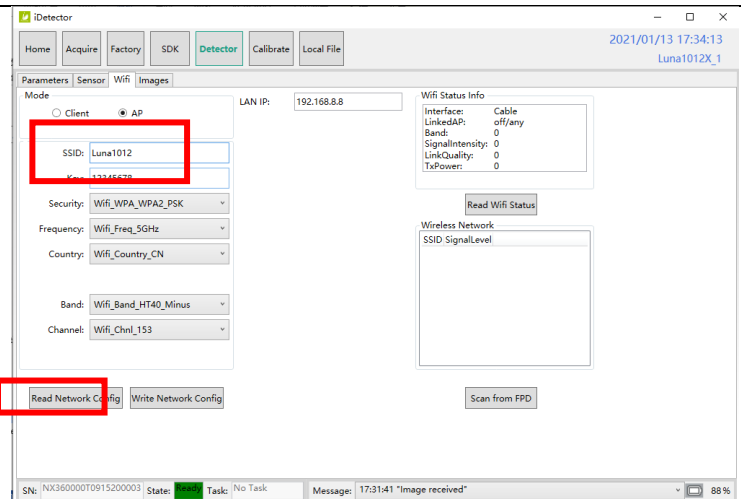 iDetector
Home Acquire Factory SDK Detector Calibrate Local File
2021/01/13 17:34:13
Luna1012X_1
Parameters Sensor Wifi Images
Mode
Client AP
LAN IP: 192.168.8.8
Wifi Status Info
Interface: Cable
LinkedAP: off/any
Band: 0
SignalIntensity: 0
LinkQuality: 0
TxPower: 0
SSID: Luna1012
Key: 12345678
Security: Wifi_WPA_WPA2_PSK
Read Wifi Status
Frequency: Wifi_Freq_5GHz
Wireless Network
SSID SignalLevel
Country: Wifi_Country_CN
Band: Wifi_Band_HT40_Minus
Channel: Wifi_Chnl_153
Read Network Config Write Network Config
Scan from FPD
SN: NX360000T0915200003 State: Ready Task: No Task Message: 17:31:41 "Image received" 88%